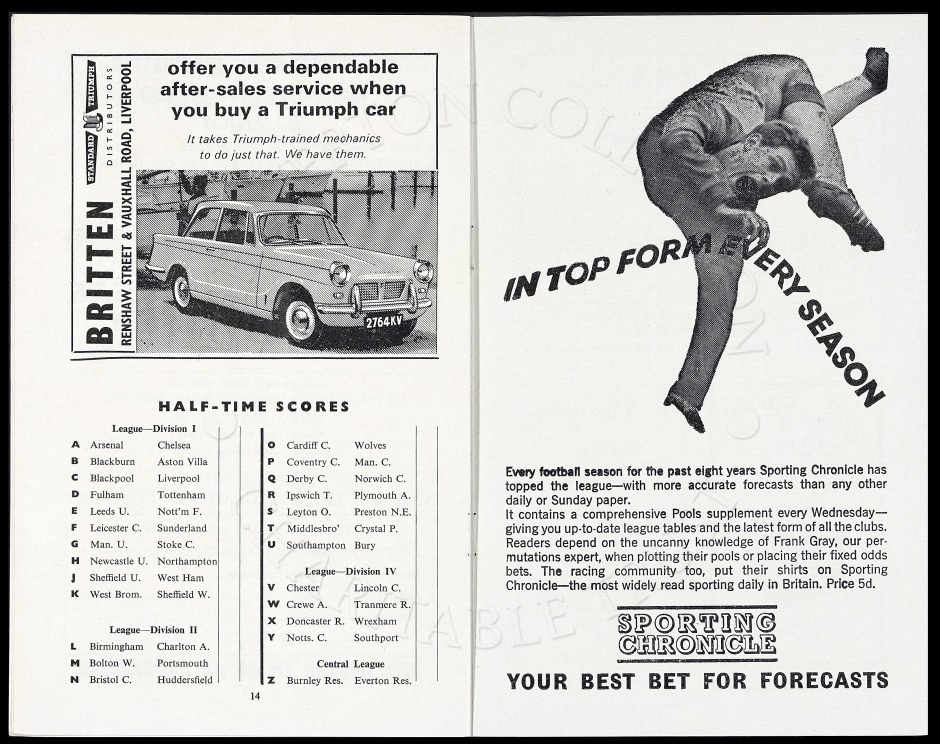 STANDARD TRIUMPH
DISTRIBUTORS
BRITTEN
RENSHAW STREET & VAUXHALL ROAD, LIVERPOOL
offer you a dependable
after-sales service when
you buy a Triumph car
It takes Triumph-trained mechanics
to do just that. We have them.
2764KV
HALF-TIME SCORES
League—Division I
A Arsenal Chelsea
B Blackburn Aston Villa
C Blackpool Liverpool
D Fulham Tottenham
E Leeds U. Nott'm F.
F Leicester C. Sunderland
G Man. U. Stoke C.
H Newcastle U. Northampton
J Sheffield U. West Ham
K West Brom. Sheffield W.
League—Division II
L Birmingham Charlton A.
M Bolton W. Portsmouth
N Bristol C. Huddersfield
O Cardiff C. Wolves
P Coventry C. Man. C.
Q Derby C. Norwich C.
R Ipswich T. Plymouth A.
S Leyton O. Preston N.E.
T Middlesbro' Crystal P.
U Southampton Bury
League—Division IV
V Chester Lincoln C.
W Crewe A. Tranmere R.
X Doncaster R. Wrexham
Y Notts. C. Southport
Central League
Z Burnley Res. Everton Res.
14
IN TOP FORM EVERY SEASON
Every football season for the past eight years Sporting Chronicle has
topped the league—with more accurate forecasts than any other
daily or Sunday paper.
It contains a comprehensive Pools supplement every Wednesday—
giving you up-to-date league tables and the latest form of all the clubs.
Readers depend on the uncanny knowledge of Frank Gray, our per-
mutations expert, when plotting their pools or placing their fixed odds
bets. The racing community too, put their shirts on Sporting
Chronicle—the most widely read sporting daily in Britain. Price 5d.
SPORTING
CHRONICLE
YOUR BEST BET FOR FORECASTS